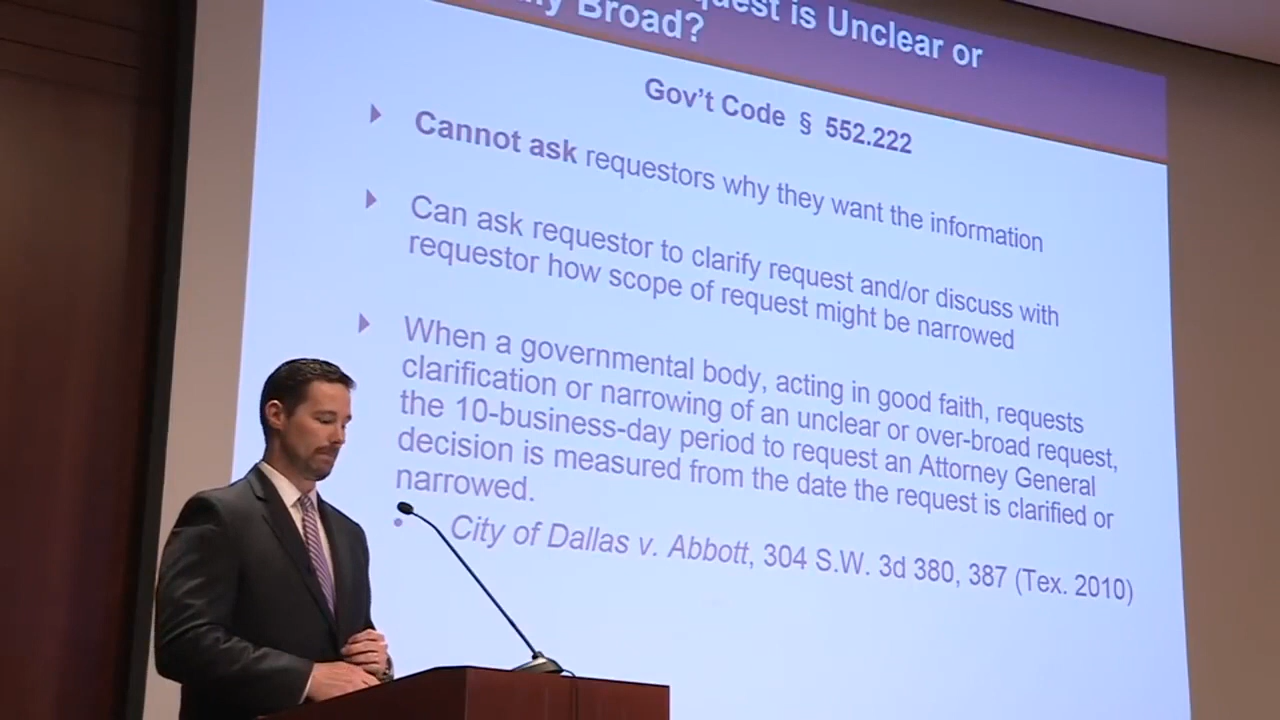 quest is Unclear or
ly Broad?
Gov't Code § 552.222
Cannot ask requestors why they want the information
Can ask requestor to clarify request and/or discuss with
requestor how scope of request might be narrowed
When a governmental body, acting in good faith, requests
clarification or narrowing of an unclear or over-broad request,
the 10-business-day period to request an Attorney General
decision is measured from the date the request is clarified or
narrowed.
• City of Dallas v. Abbott, 304 S.W. 3d 380, 387 (Tex. 2010)